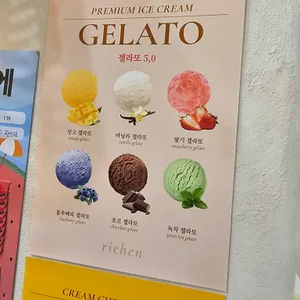 PREMIUM ICE CREAM
GELATO
젤라또 5,0
망고 젤라또
mango gelato
바닐라 젤라또
vanilla gelato
딸기 젤라또
strawberry gelato
블루베리 젤라또
blueberry gelato
초코 젤라또
chocolate gelato
녹차 젤라또
green tea gelato
richen
에
CREAM